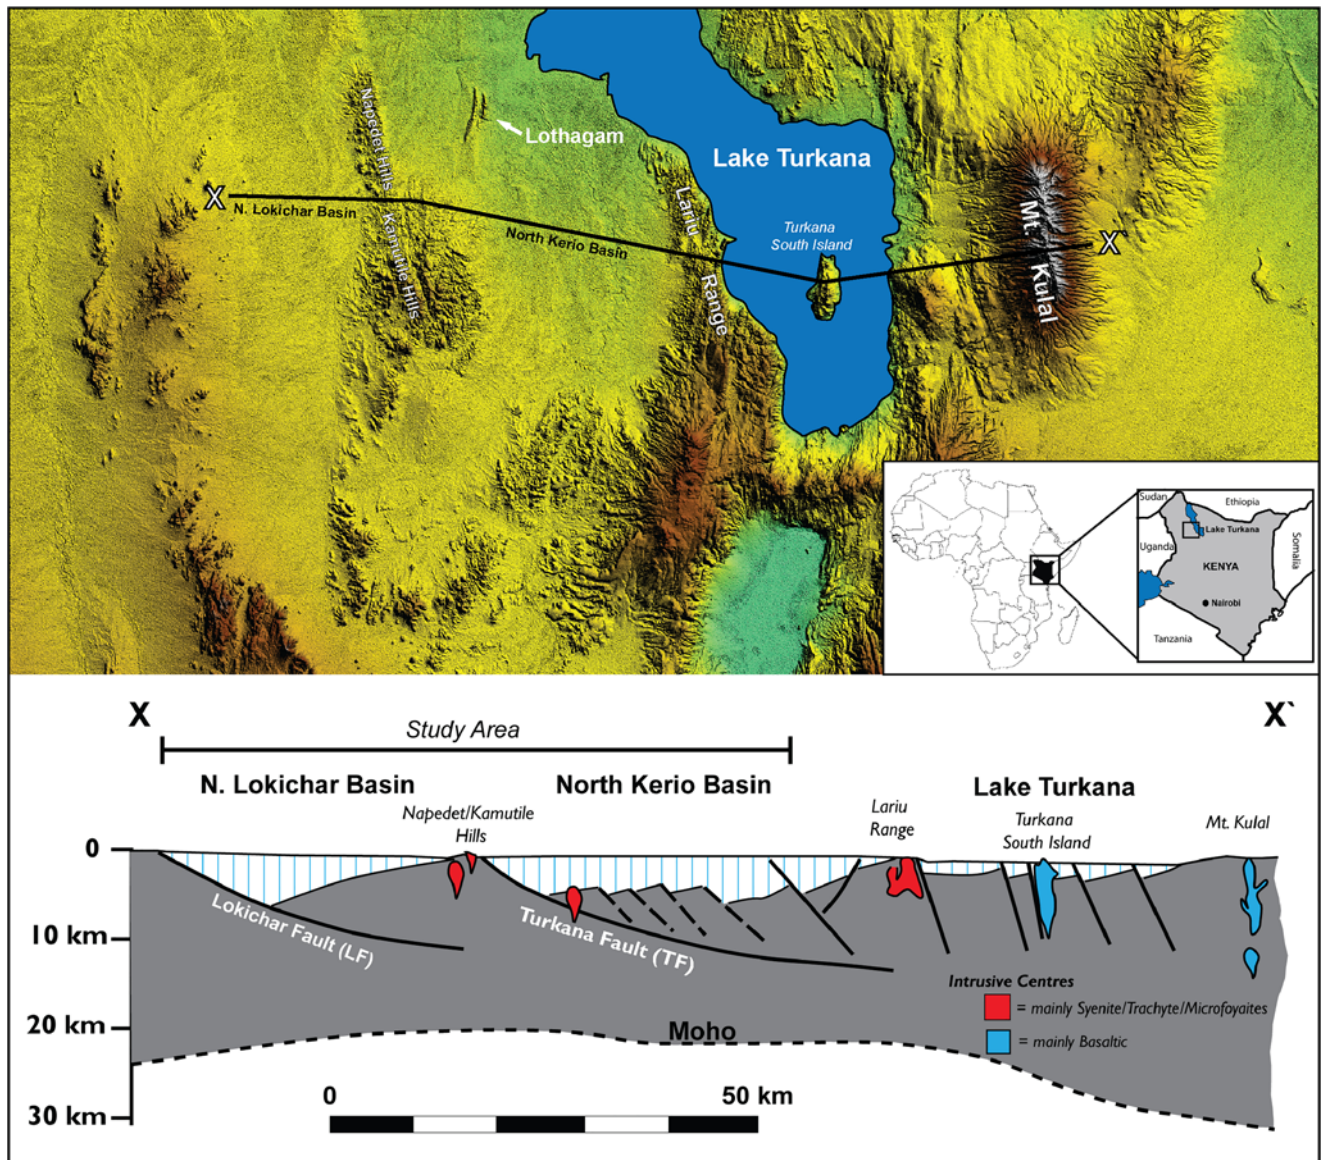 Napedet Hills
Lothagam
Lake Turkana
Lariu
Range
X
N. Lokichar Basin
Kamutile Hills
North Kerio Basin
Turkana
South Island
Mt. Kulal
X`
Sudan
Ethiopia
Lake Turkana
Uganda
Somalia
KENYA
Nairobi
Tanzania
X
X`
Study Area
N. Lokichar Basin
North Kerio Basin
Lake Turkana
Napedet/Kamutile
Hills
Lariu
Range
Turkana
South Island
Mt. Kulal
0
Lokichar Fault (LF)
Turkana Fault (TF)
10 km
Intrusive Centres
= mainly Syenite/Trachyte/Microfoyaites
= mainly Basaltic
20 km
Moho
0
50 km
30 km